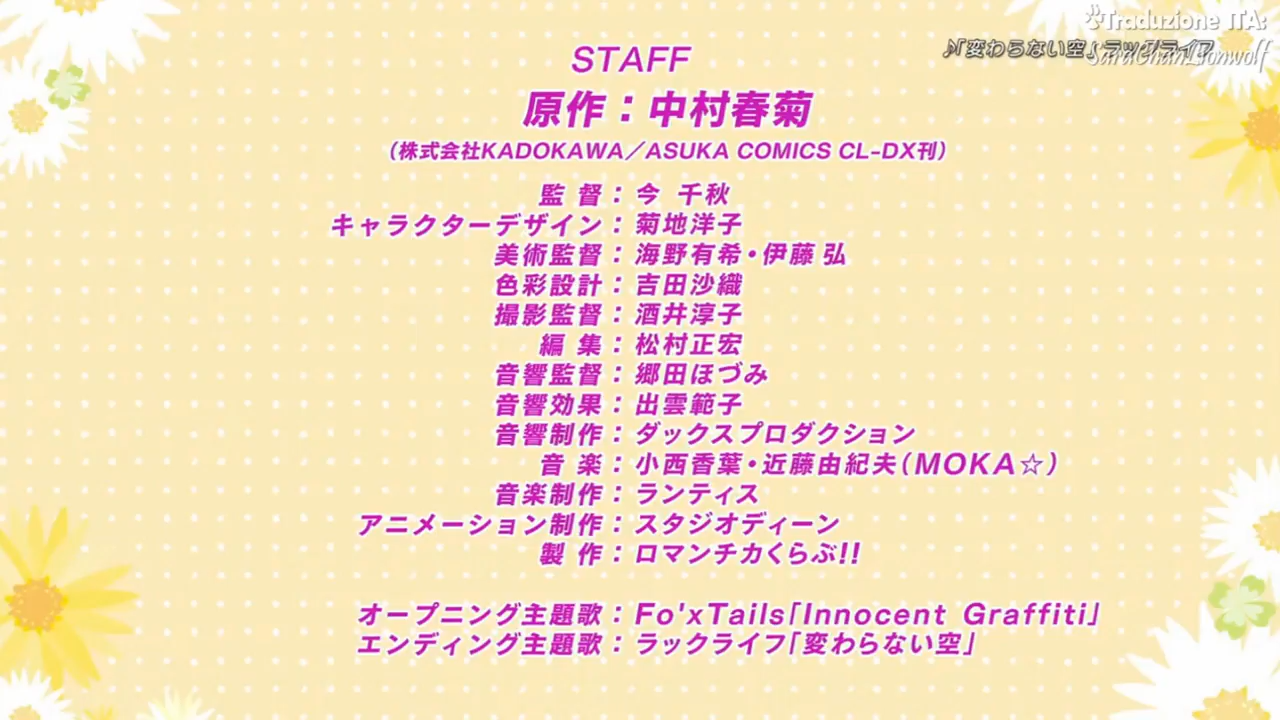 Traduzione ITA:
♪「変わらない空」ラックライフ
SaraChanLionwolf
STAFF
原作：中村春菊
（株式会社KADOKAWA／ASUKA COMICS CL-DX刊）
監 督：今 千秋
キャラクターデザイン：菊地洋子
美術監督：海野有希・伊藤 弘
色彩設計：吉田沙織
撮影監督：酒井淳子
編 集：松村正宏
音響監督：郷田ほづみ
音響効果：出雲範子
音響制作：ダックスプロダクション
音 楽：小西香葉・近藤由紀夫（MOKA☆）
音楽制作：ランティス
アニメーション制作：スタジオディーン
製 作：ロマンチカくらぶ!!
オープニング主題歌：Fo'xTails「Innocent Graffiti」
エンディング主題歌：ラックライフ「変わらない空」